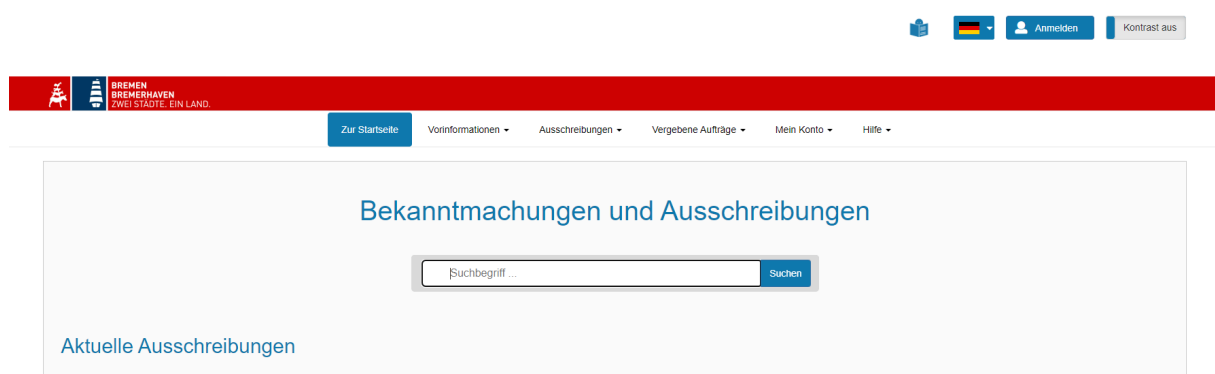 Anmelden
Kontrast aus
BREMEN
BREMERHAVEN
ZWEI STÄDTE. EIN LAND.
Zur Startseite
Vorinformationen
Ausschreibungen
Vergebene Aufträge
Mein Konto
Hilfe
Bekanntmachungen und Ausschreibungen
Suchbegriff ...
Suchen
Aktuelle Ausschreibungen